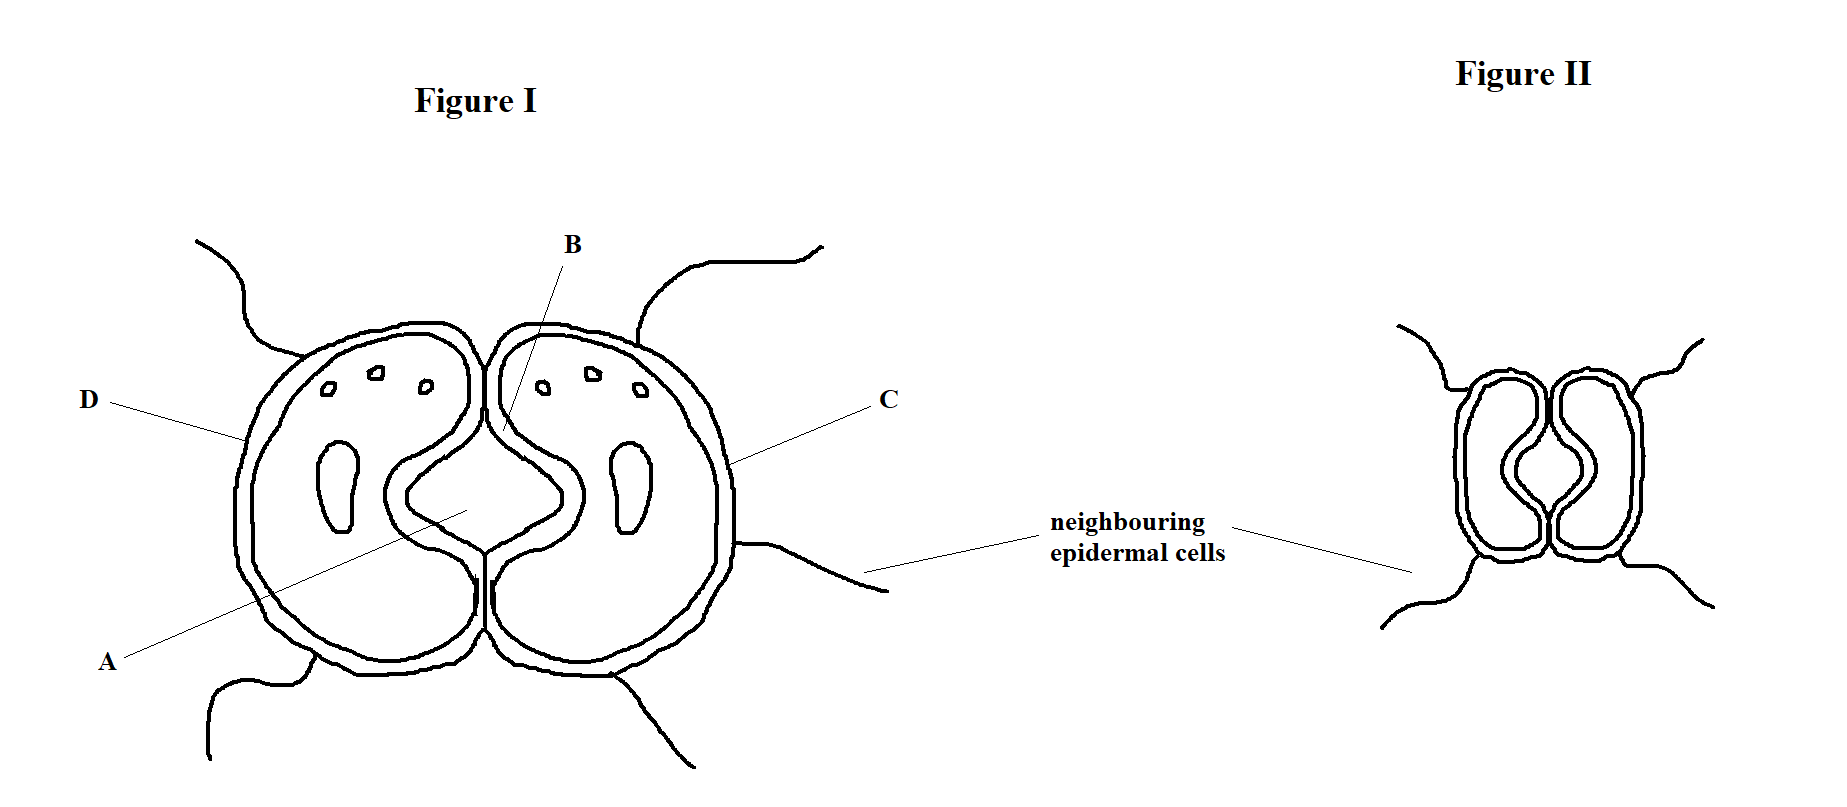 Figure I
Figure II
B
D
C
neighbouring
epidermal cells
A